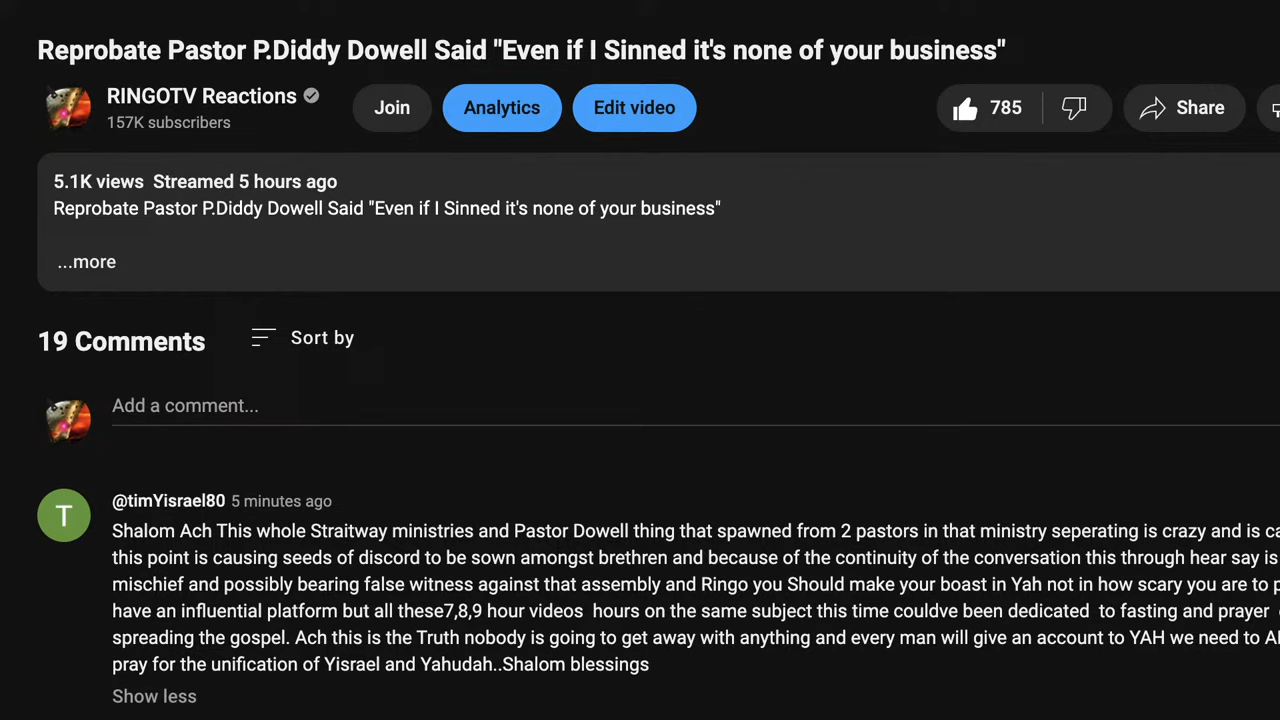 Reprobate Pastor P.Diddy Dowell Said "Even if I Sinned it's none of your business"
RINGOTV Reactions
157K subscribers
Join
Analytics
Edit video
785
Share
5.1K views Streamed 5 hours ago
Reprobate Pastor P.Diddy Dowell Said "Even if I Sinned it's none of your business"
...more
19 Comments
Sort by
Add a comment...
T
@timYisrael80 5 minutes ago
Shalom Ach This whole Straitway ministries and Pastor Dowell thing that spawned from 2 pastors in that ministry seperating is crazy and is
this point is causing seeds of discord to be sown amongst brethren and because of the continuity of the conversation this through hear say is
mischief and possibly bearing false witness against that assembly and Ringo you Should make your boast in Yah not in how scary you are to
have an influential platform but all these7,8,9 hour videos hours on the same subject this time couldve been dedicated to fasting and prayer
spreading the gospel. Ach this is the Truth nobody is going to get away with anything and every man will give an account to YAH we need to
pray for the unification of Yisrael and Yahudah..Shalom blessings
Show less